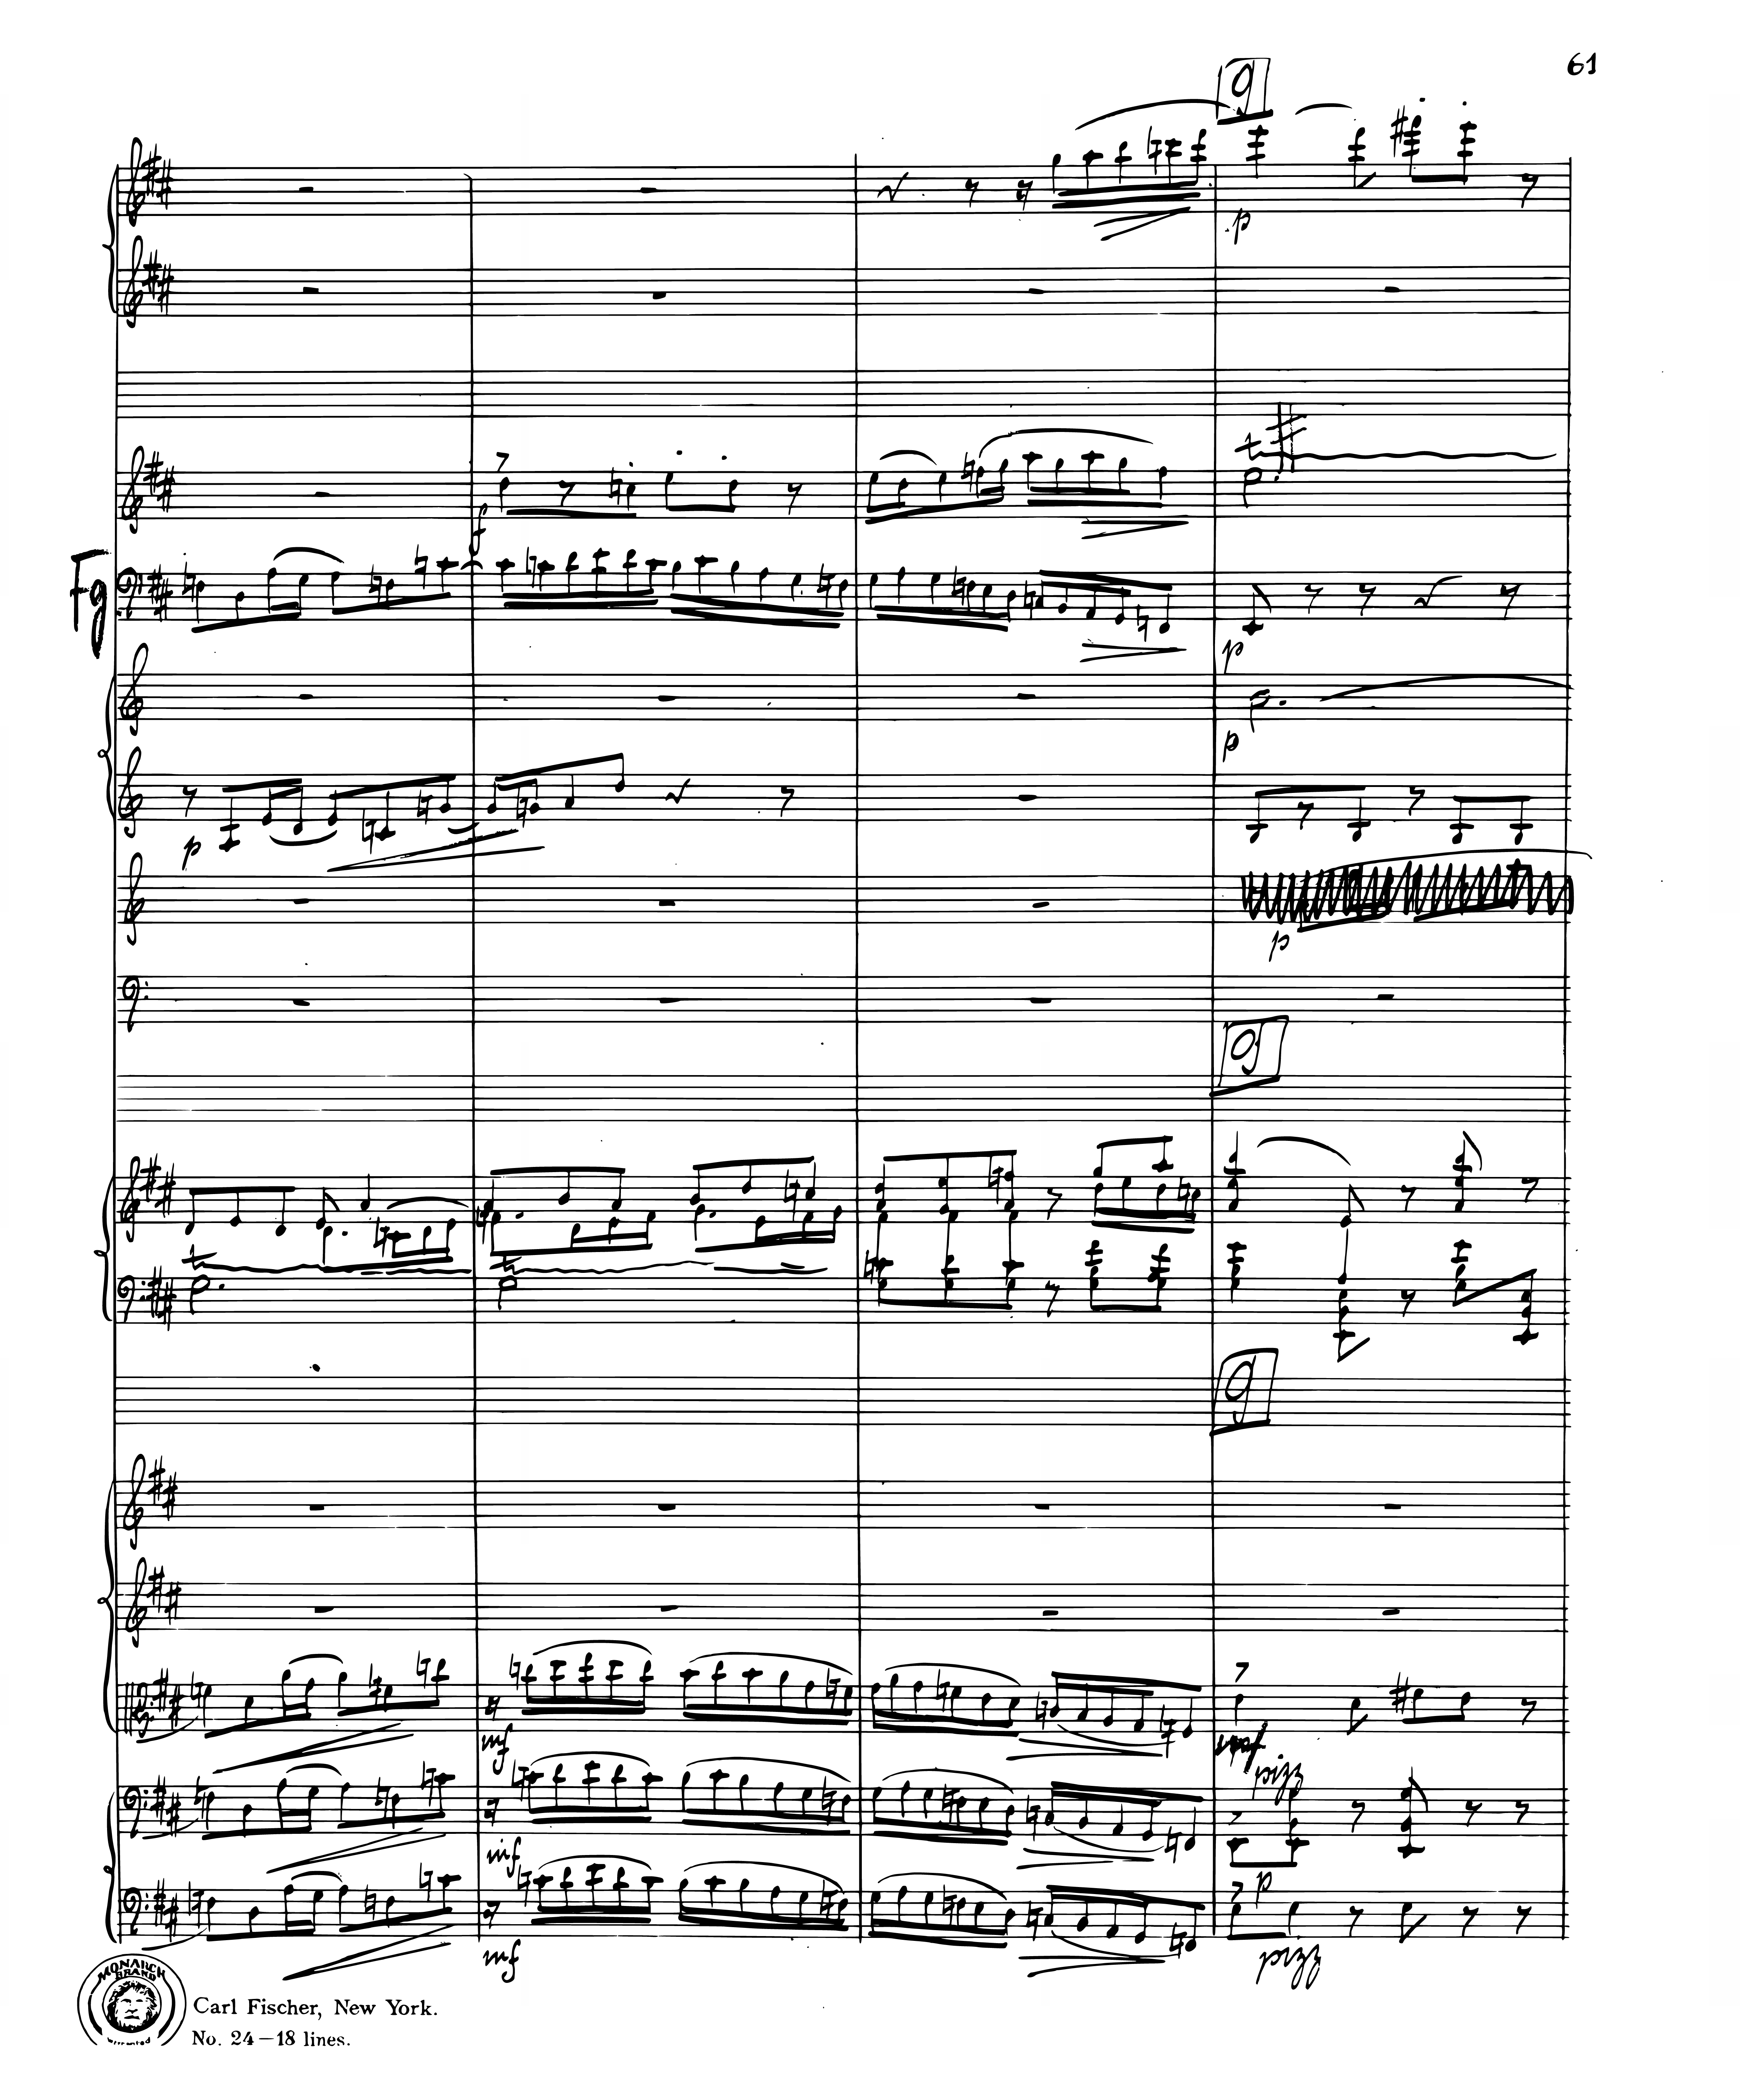 61
9
f
p
Fg
p
p
p
p
9
9
mf
mf
pizz
mf
p
pizz
MONARCH
BRAND
Carl Fischer, New York.
No. 24–18 lines.